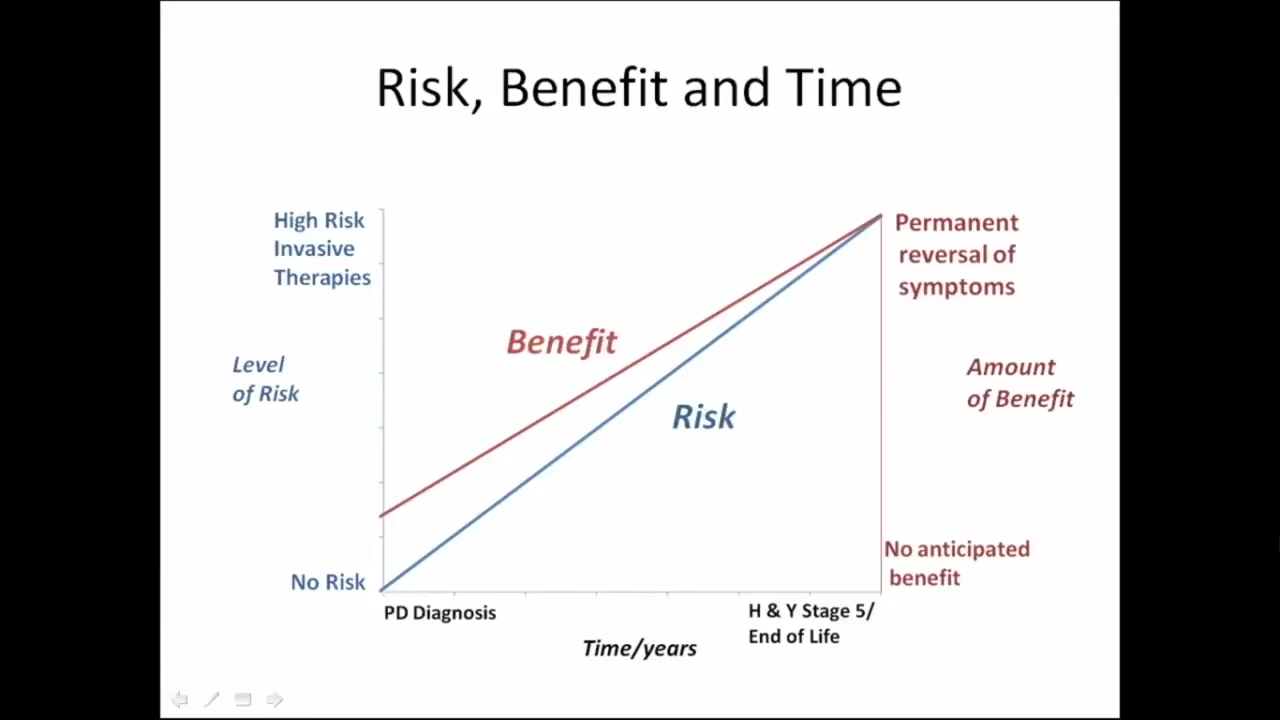 Risk, Benefit and Time
High Risk
Invasive
Therapies
Permanent
reversal of
symptoms
Benefit
Level
of Risk
Amount
of Benefit
Risk
No anticipated
benefit
No Risk
PD Diagnosis
H & Y Stage 5/
End of Life
Time/years